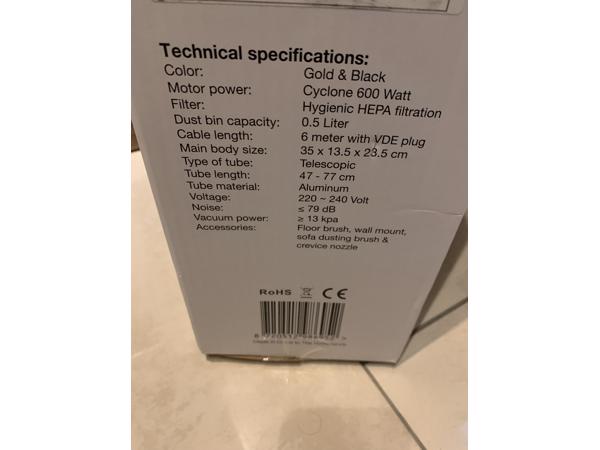 Technical specifications:
Color: Gold & Black
Motor power: Cyclone 600 Watt
Filter: Hygienic HEPA filtration
Dust bin capacity: 0.5 Liter
Cable length: 6 meter with VDE plug
Main body size: 35 x 13.5 x 23.5 cm
Type of tube: Telescopic
Tube length: 47 - 77 cm
Tube material: Aluminum
Voltage: 220 ~ 240 Volt
Noise: ≤ 79 dB
Vacuum power: ≥ 13 kpa
Accessories: Floor brush, wall mount,
sofa dusting brush &
crevice nozzle
RoHS CE